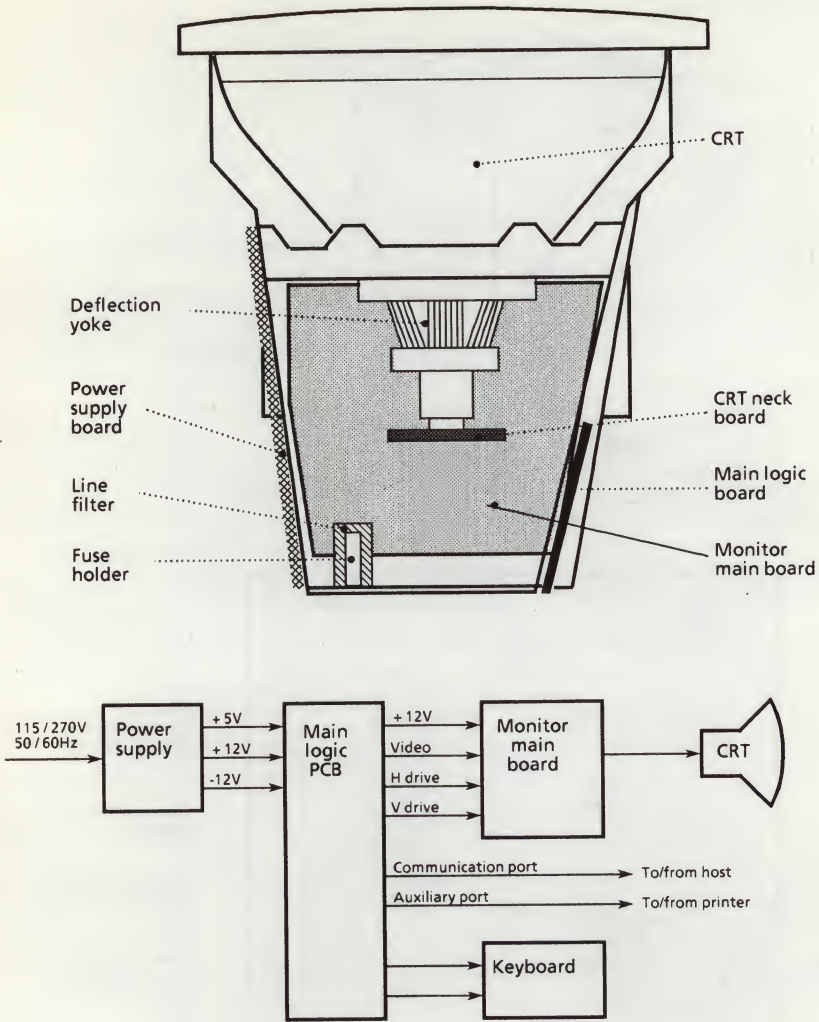 CRT
Deflection
yoke
Power
supply
board
Line
filter
Fuse
holder
CRT neck
board
Main logic
board
Monitor
main board
115 / 270V
50 / 60Hz
Power
supply
+ 5V
+ 12V
-12V
Main
logic
PCB
+ 12V
Video
H drive
V drive
Monitor
main
board
CRT
Communication port
To/from host
Auxiliary port
To/from printer
Keyboard